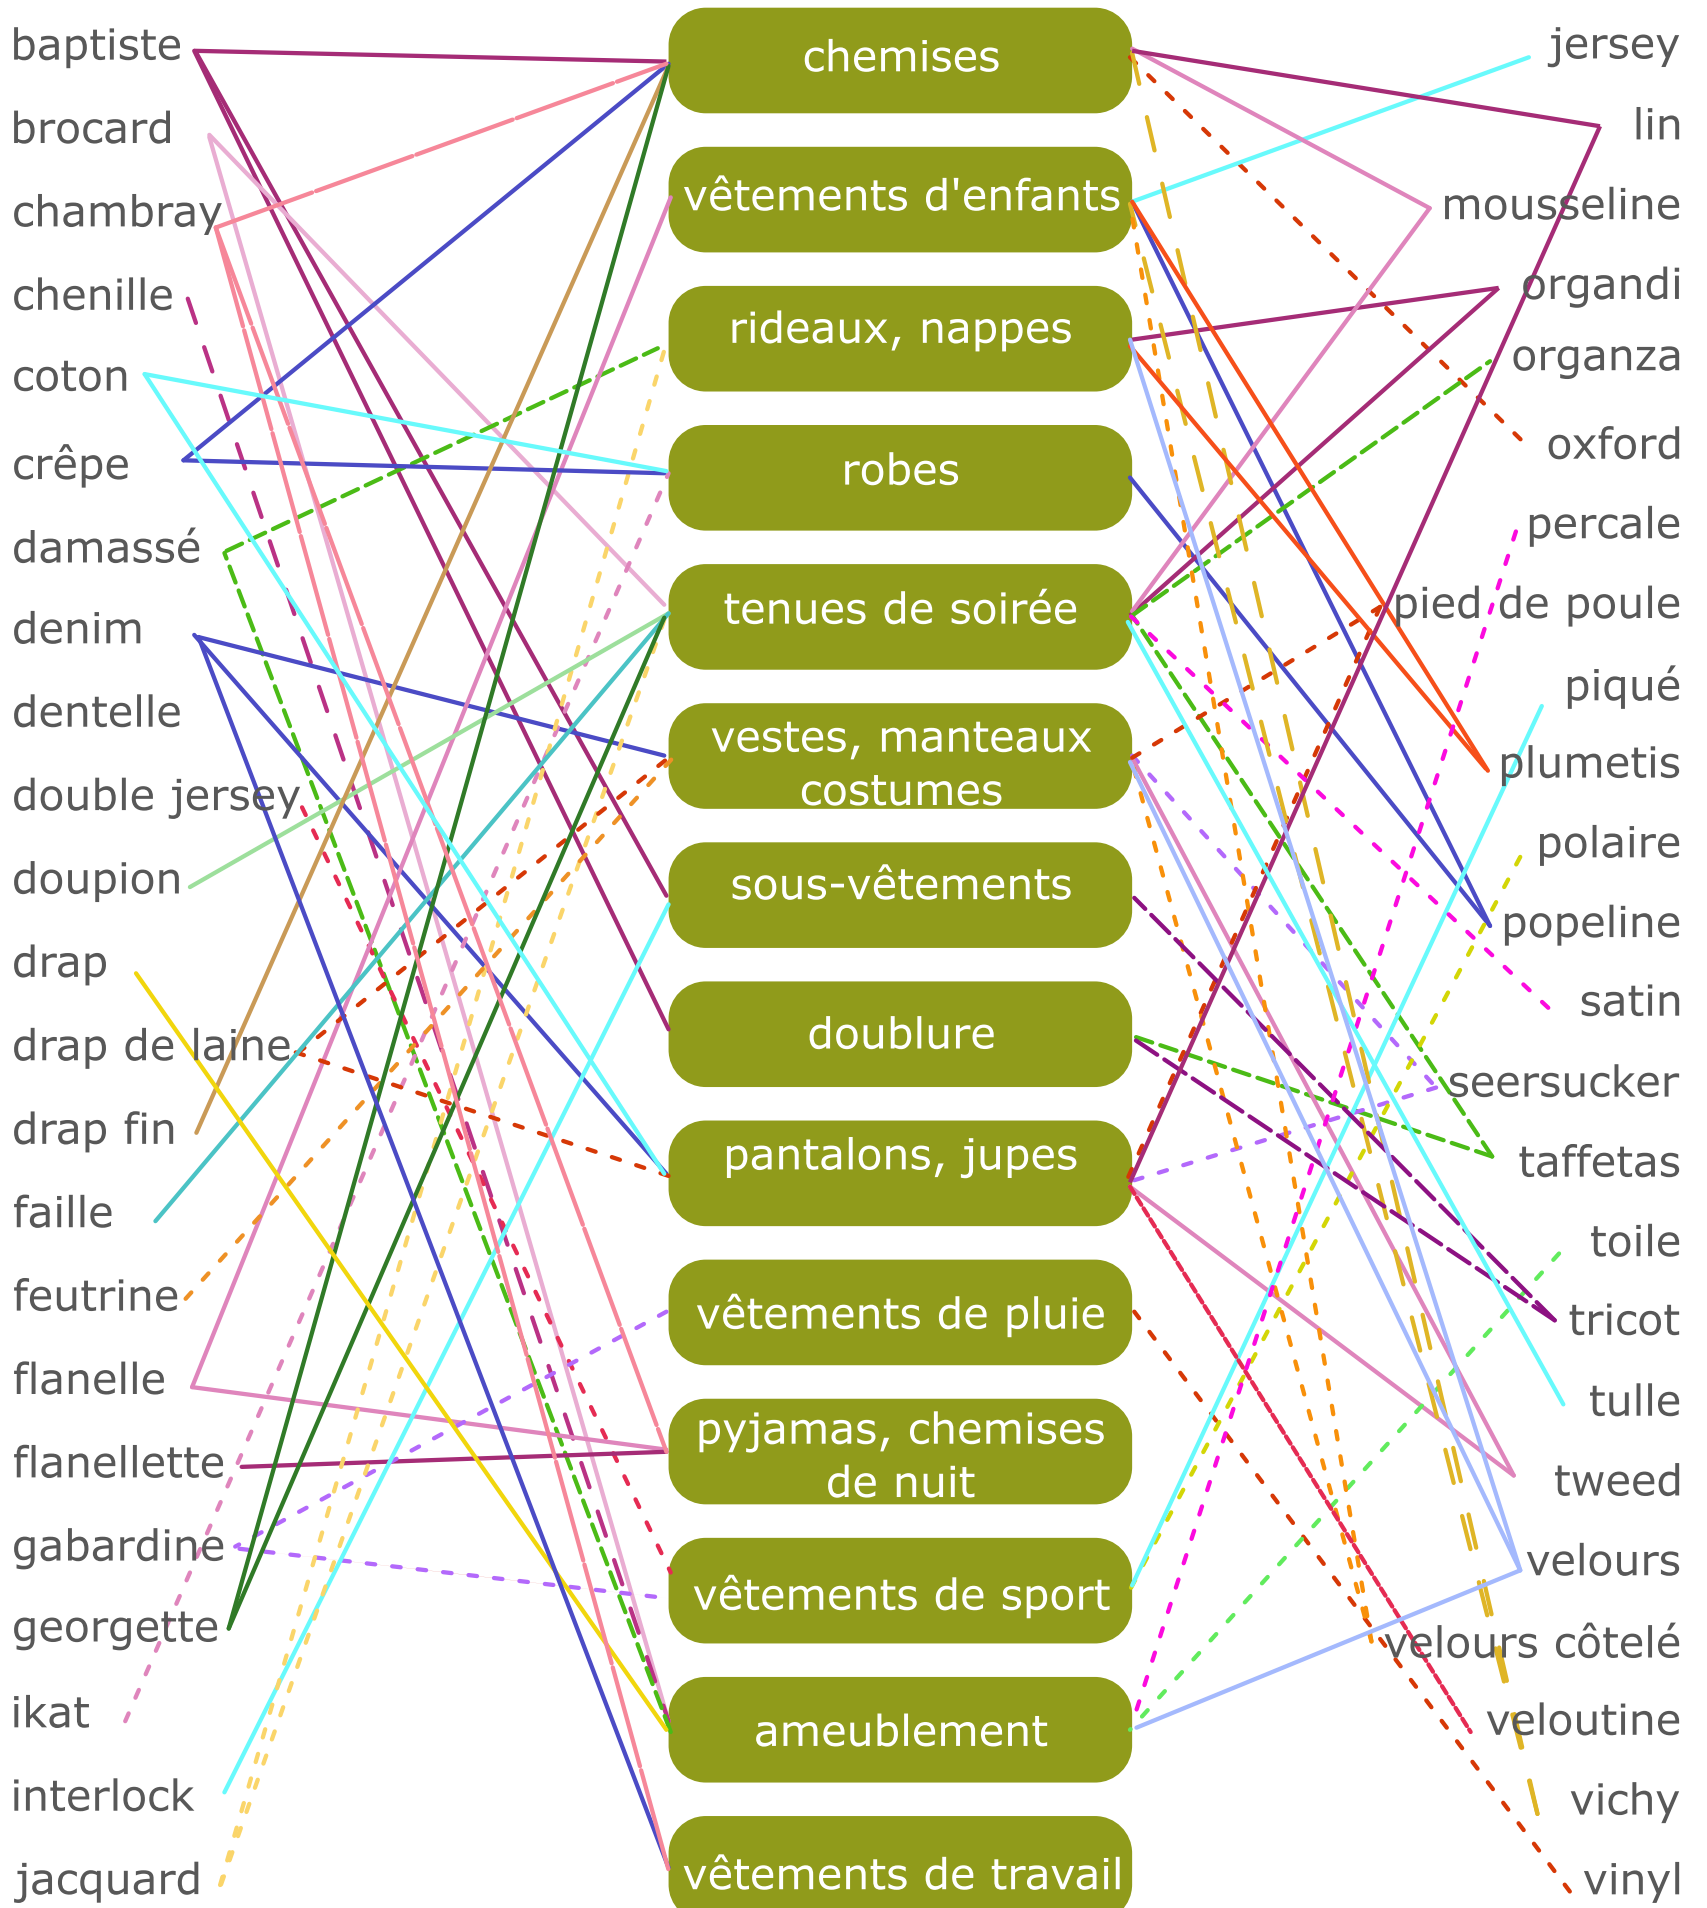 baptiste
brocard
chambray
chenille
coton
crêpe
damassé
denim
dentelle
double jersey
doupion
drap
drap de laine
drap fin
faille
feutrine
flanelle
flanellette
gabardine
georgette
ikat
interlock
jacquard
chemises
vêtements d'enfants
rideaux, nappes
robes
tenues de soirée
vestes, manteaux
costumes
sous-vêtements
doublure
pantalons, jupes
vêtements de pluie
pyjamas, chemises
de nuit
vêtements de sport
ameublement
vêtements de travail
jersey
lin
mousseline
organdi
organza
oxford
percale
pied de poule
piqué
plumetis
polaire
popeline
satin
seersucker
taffetas
toile
tricot
tulle
tweed
velours
velours côtelé
veloutine
vichy
vinyl